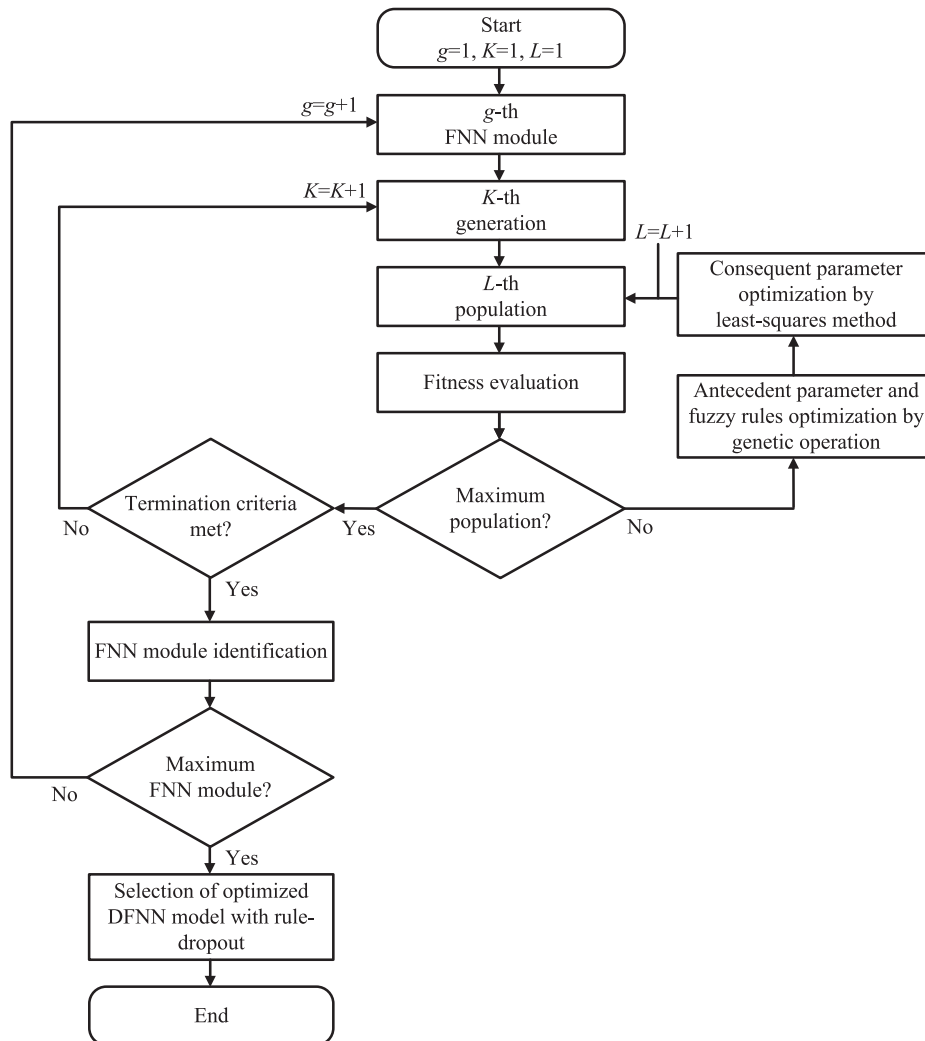 Start
g=1, K=1, L=1
g=g+1
g-th
FNN module
K=K+1
K-th
generation
L=L+1
L-th
population
Consequent parameter
optimization by
least-squares method
Fitness evaluation
Antecedent parameter and
fuzzy rules optimization by
genetic operation
Maximum
population?
No
Yes
Termination criteria
met?
No
Yes
FNN module identification
Maximum
FNN module?
No
Yes
Selection of optimized
DFNN model with rule-
dropout
End